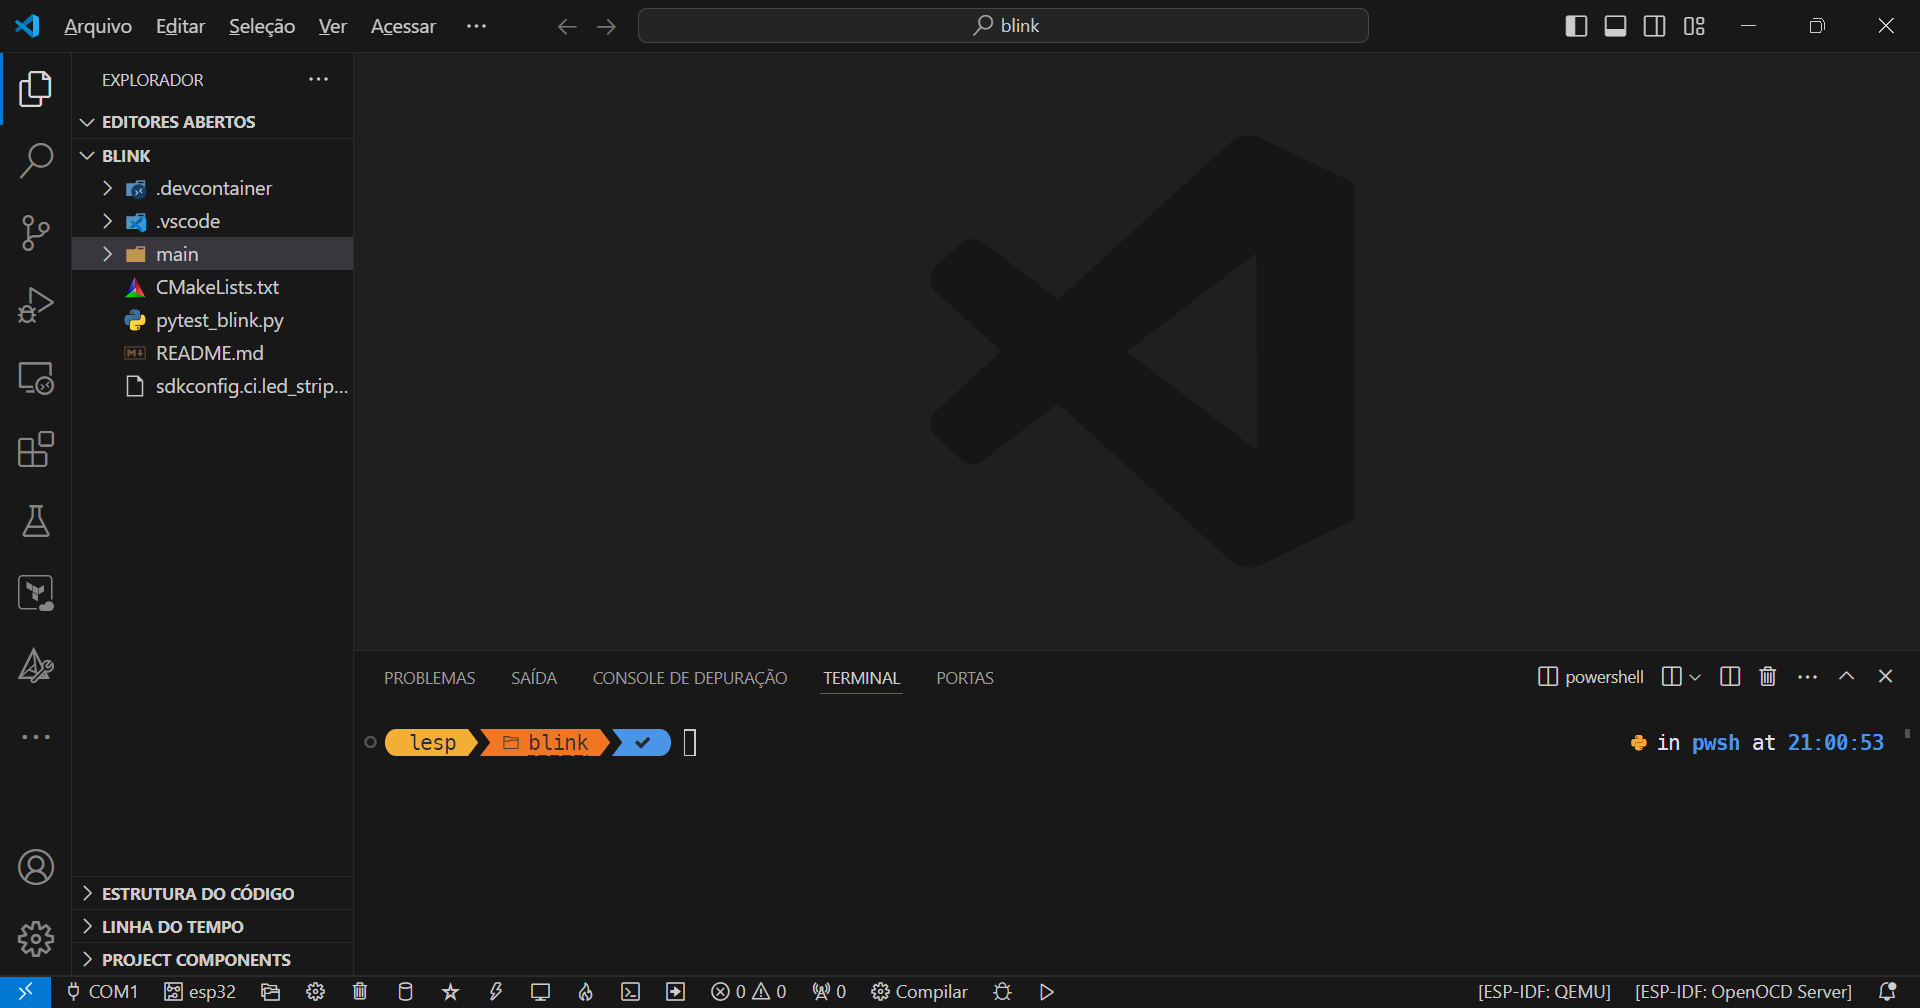 Arquivo Editar Seleção Ver Acessar ··· blink
EXPLORADOR ···
EDITORES ABERTOS
BLINK
.devcontainer
.vscode
main
CMakeLists.txt
pytest_blink.py
README.md
sdkconfig.ci.led_strip...
ESTRUTURA DO CÓDIGO
LINHA DO TEMPO
PROJECT COMPONENTS
PROBLEMAS SAÍDA CONSOLE DE DEPURAÇÃO TERMINAL PORTAS powershell ···
lesp blink in pwsh at 21:00:53
COM1 esp32 0 0 0 Compilar [ESP-IDF: QEMU] [ESP-IDF: OpenOCD Server]